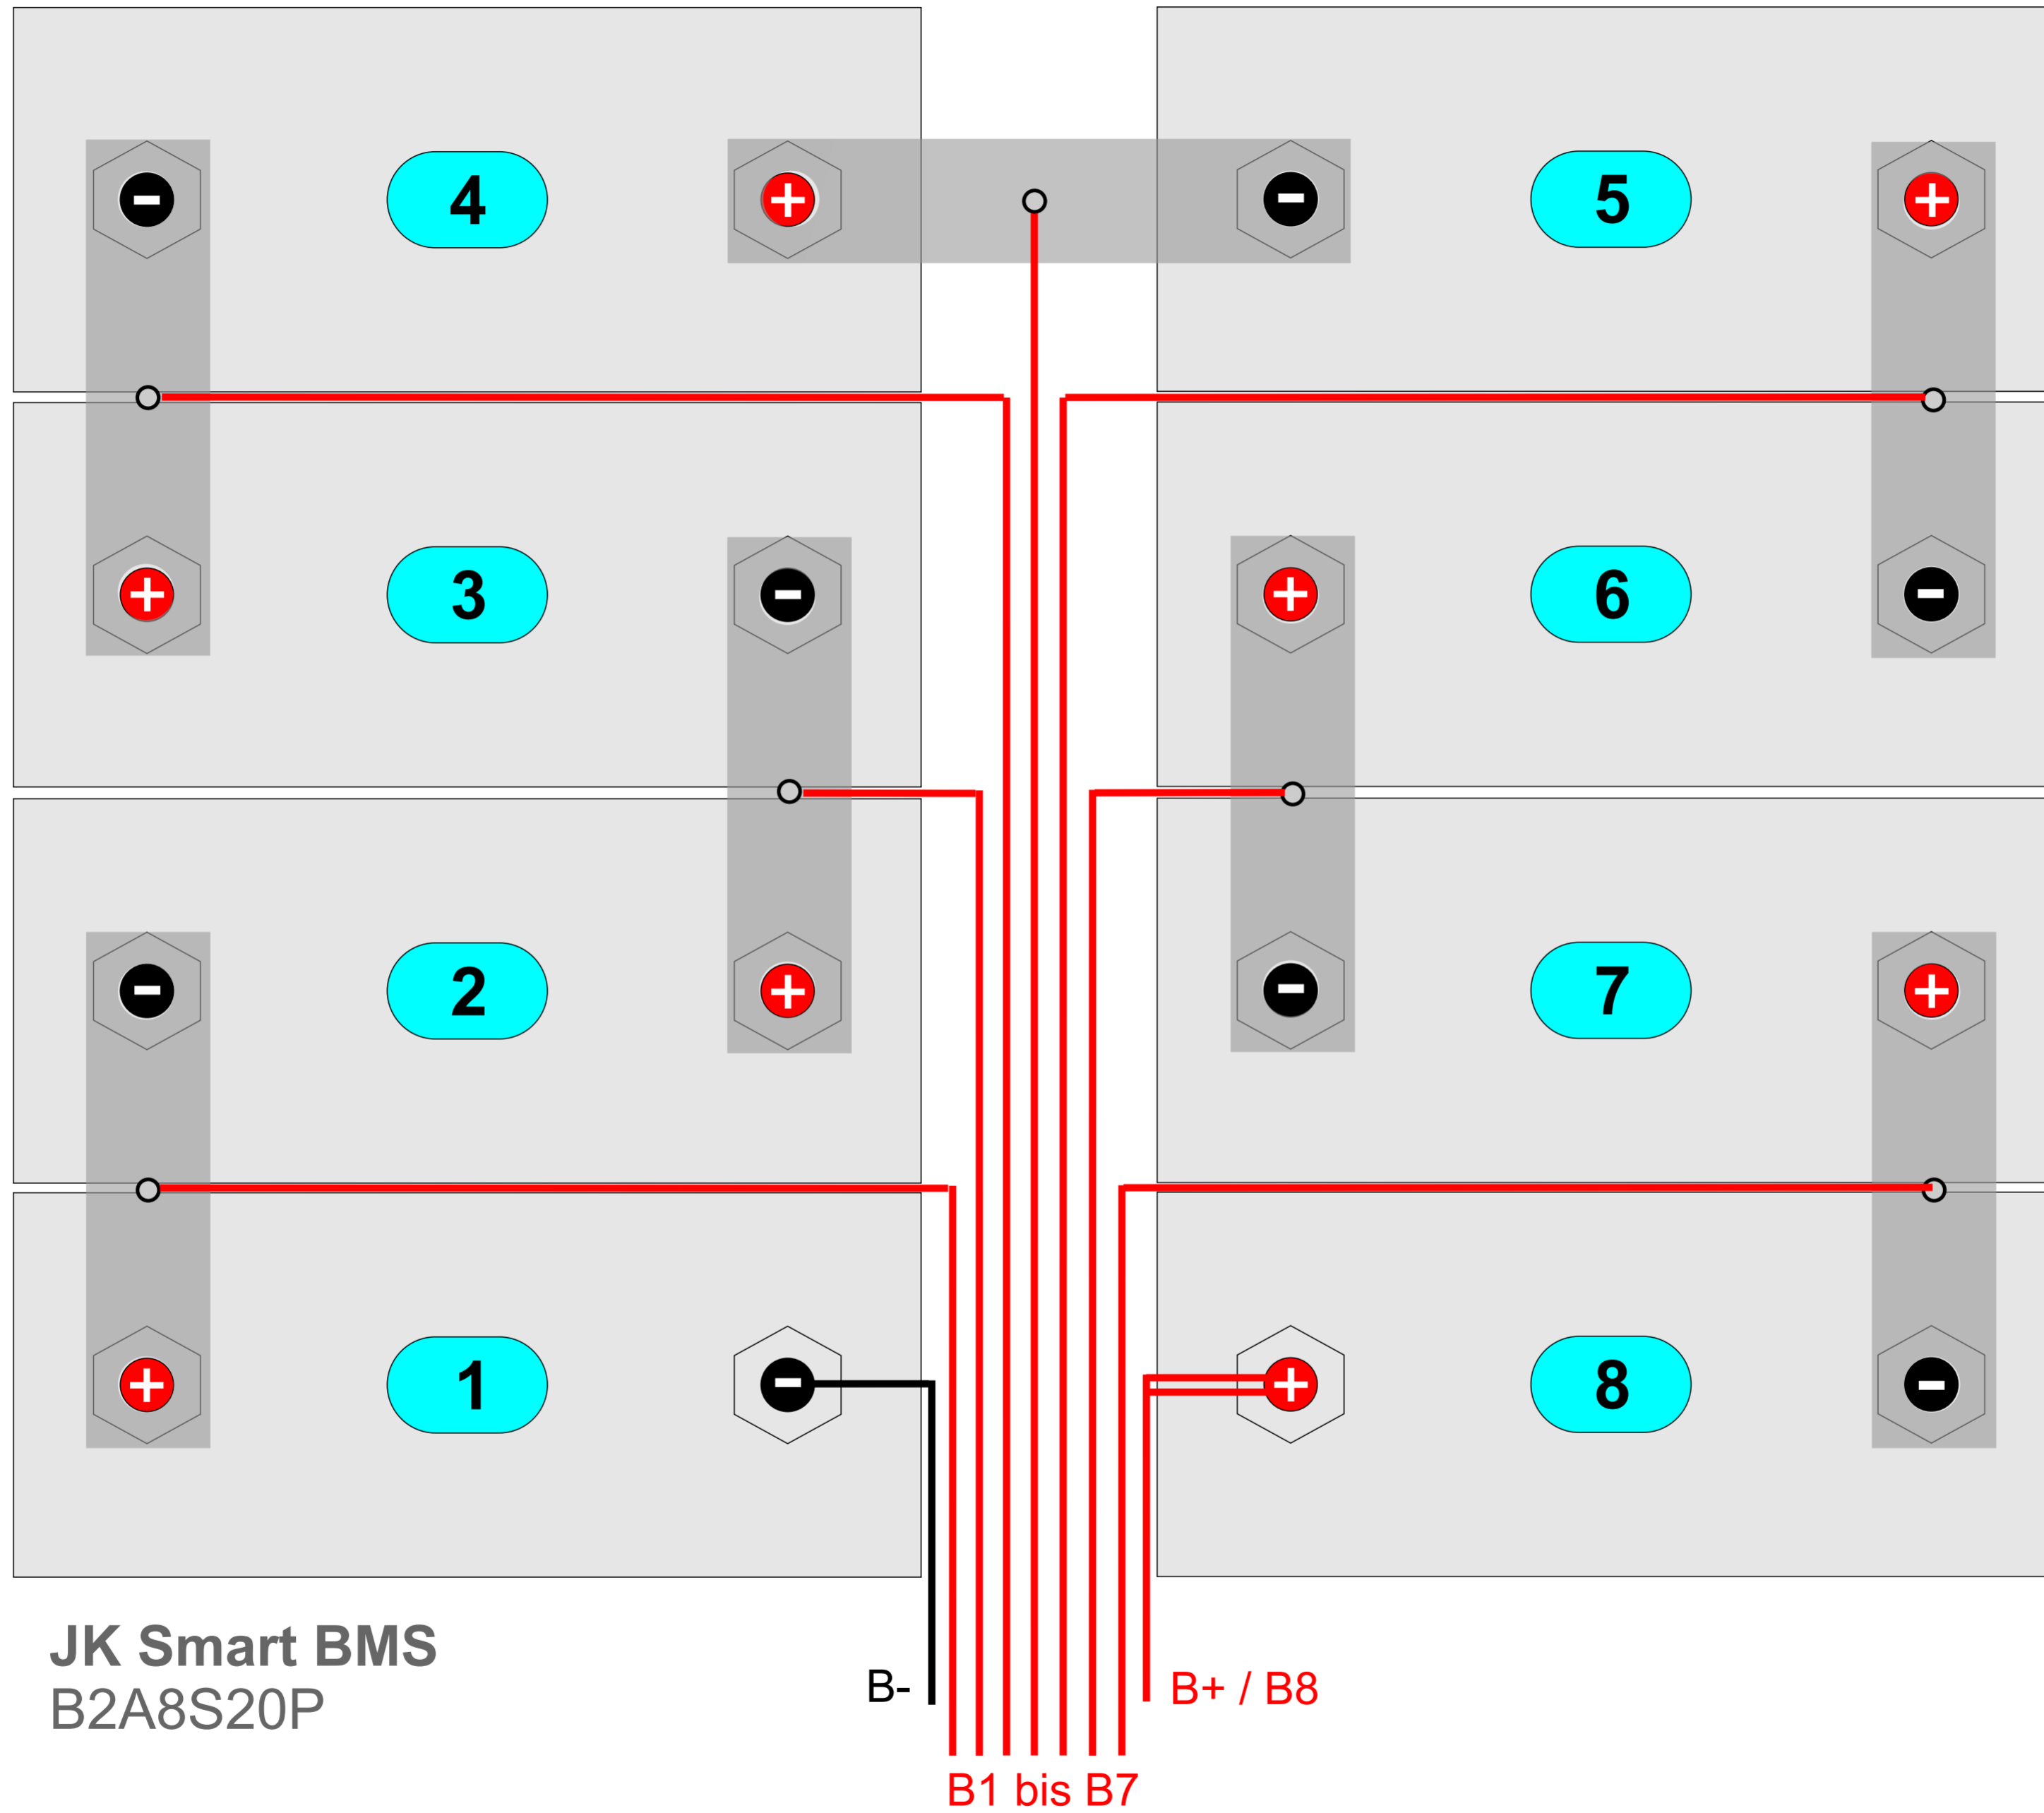 - 4 + - 5 +
+ 3 - + 6 -
- 2 + - 7 +
+ 1 - + 8 -
JK Smart BMS
B2A8S20P
B-
B+ / B8
B1 bis B7